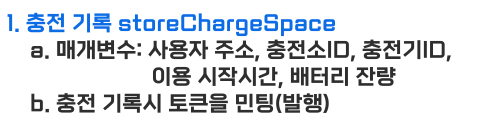 1. 충전 기록 storeChargeSpace
a. 매개변수: 사용자 주소, 충전소ID, 충전기ID,
이용 시작시간, 배터리 잔량
b. 충전 기록시 토큰을 민팅(발행)